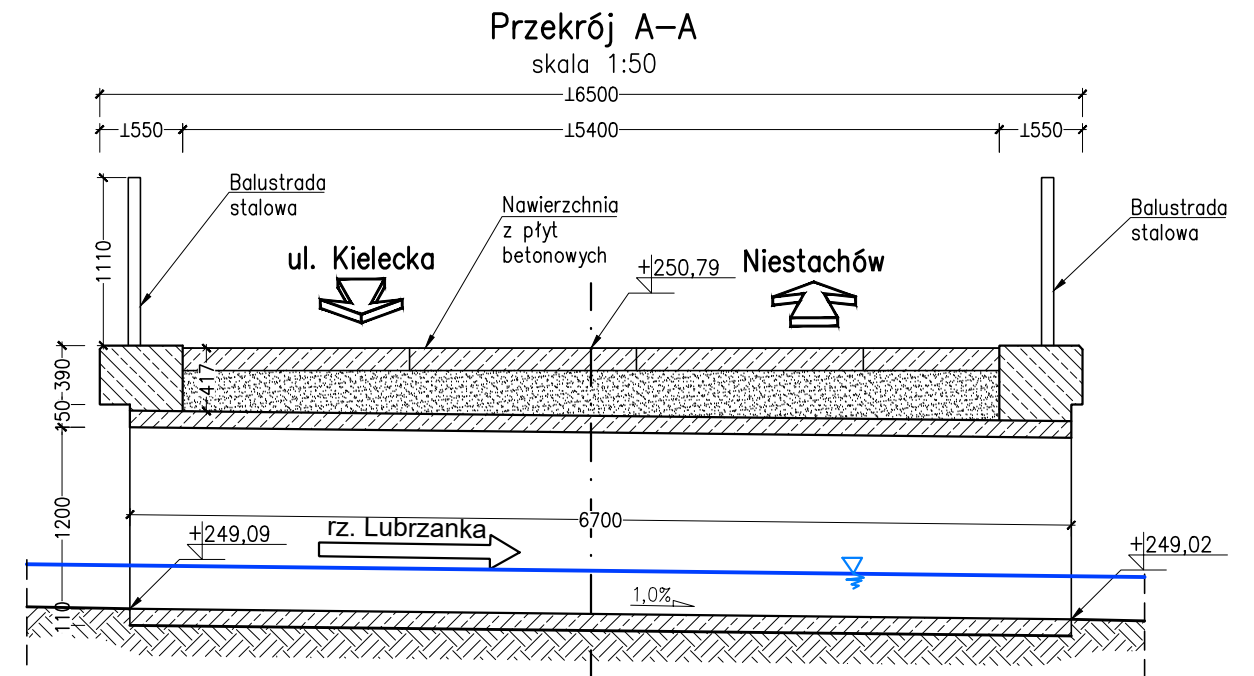 Przekrój A–A
skala 1:50
⊥6500
⊥550
⊥5400
⊥550
Balustrada
stalowa
Nawierzchnia
z płyt
betonowych
Balustrada
stalowa
1110
ul. Kielecka
+250,79
Niestachów
390
417
150
1200
6700
rz. Lubrzanka
+249,09
+249,02
1,0%
110